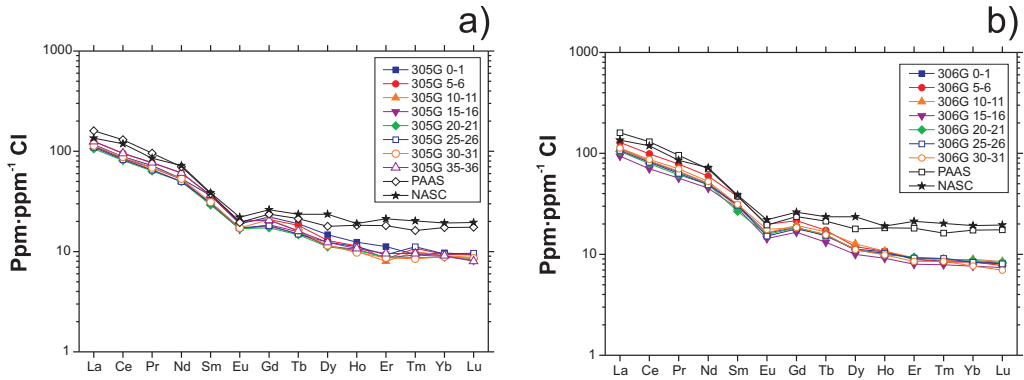 a)
1000
100
10
1
Ppm·ppm⁻¹ CI
305G 0-1
305G 5-6
305G 10-11
305G 15-16
305G 20-21
305G 25-26
305G 30-31
305G 35-36
PAAS
NASC
La Ce Pr Nd Sm Eu Gd Tb Dy Ho Er Tm Yb Lu
b)
1000
100
10
1
Ppm·ppm⁻¹ CI
306G 0-1
306G 5-6
306G 10-11
306G 15-16
306G 20-21
306G 25-26
306G 30-31
PAAS
NASC
La Ce Pr Nd Sm Eu Gd Tb Dy Ho Er Tm Yb Lu